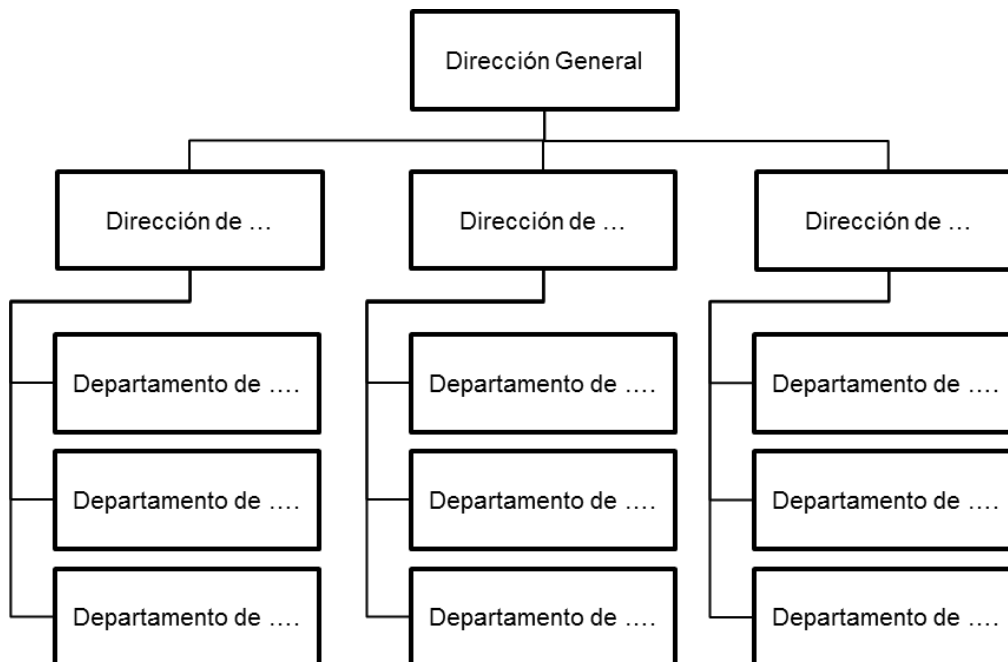 Dirección General
Dirección de …
Dirección de …
Dirección de …
Departamento de ….
Departamento de ….
Departamento de ….
Departamento de ….
Departamento de ….
Departamento de ….
Departamento de ….
Departamento de ….
Departamento de ….